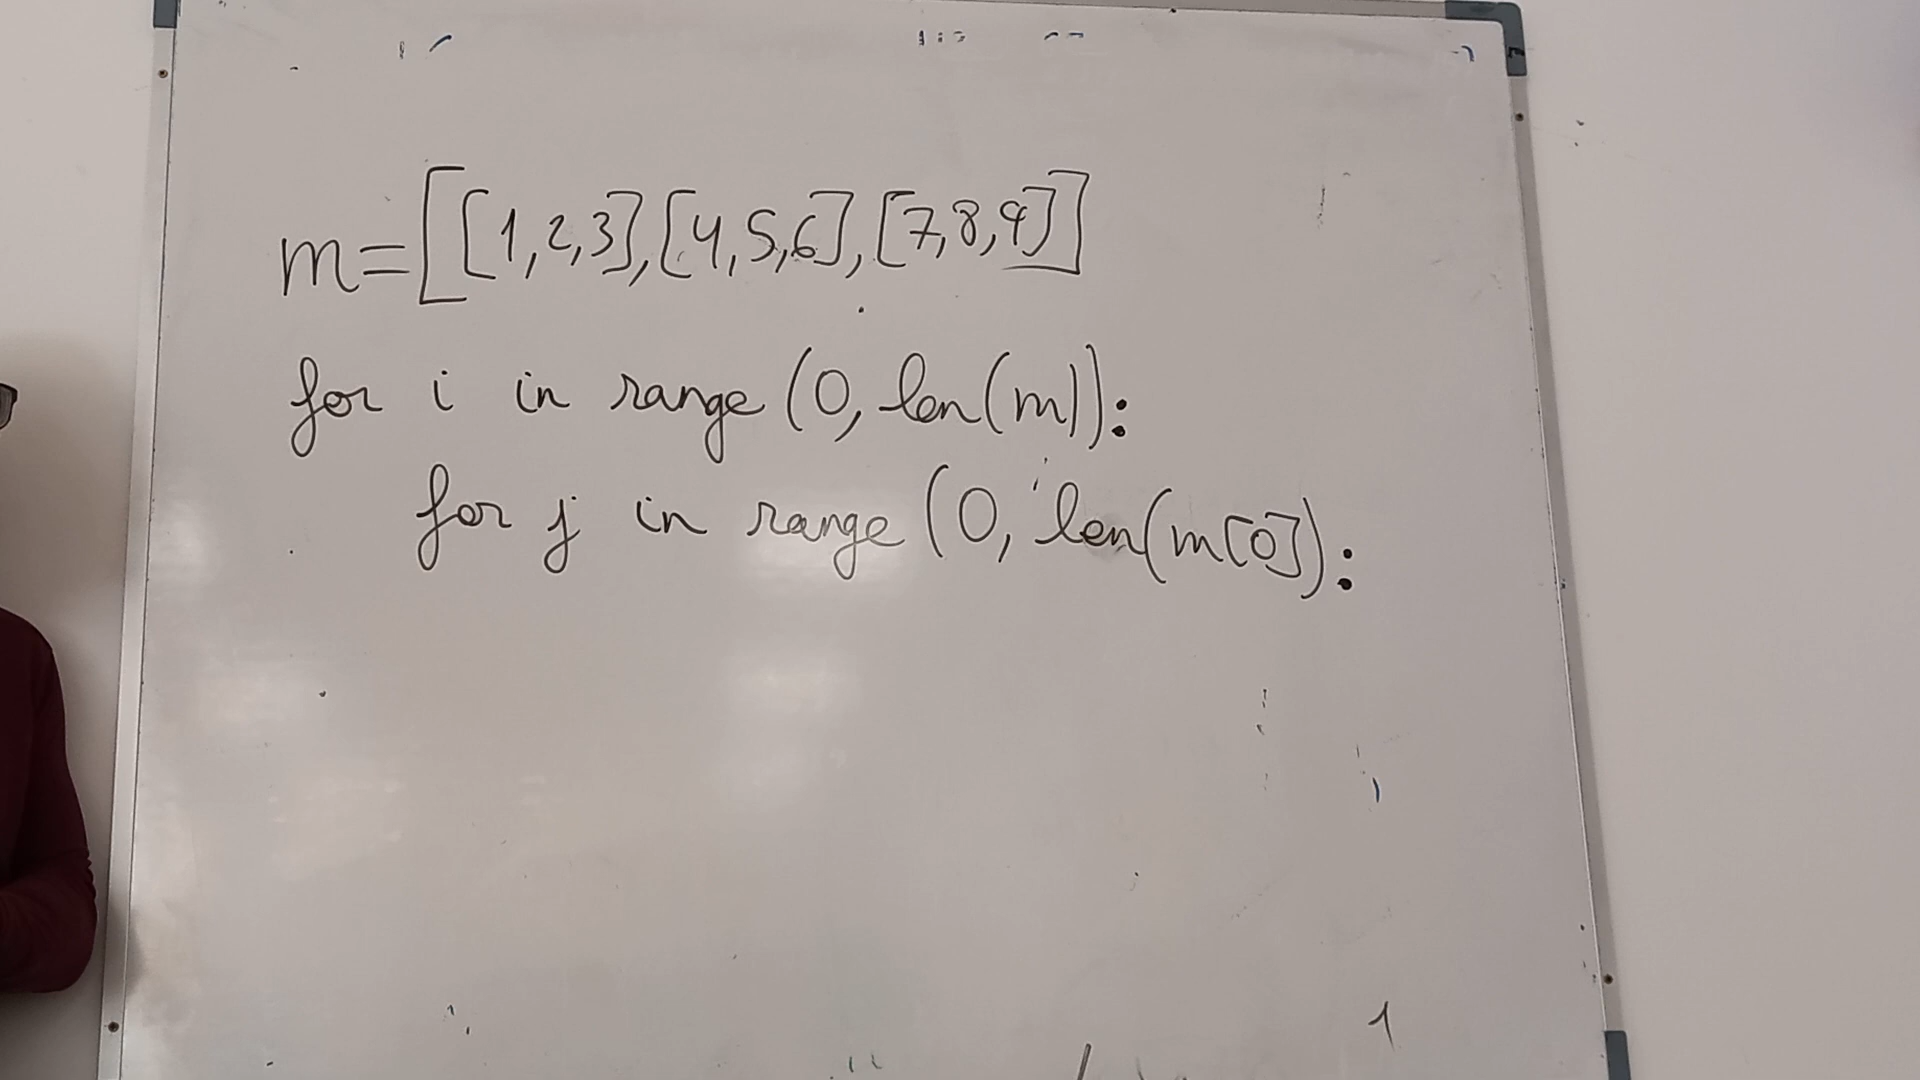 m=[[1,2,3],[4,5,6],[7,8,9]]
for i in range (0, len(m)):
for j in range (0, len(m[0]):